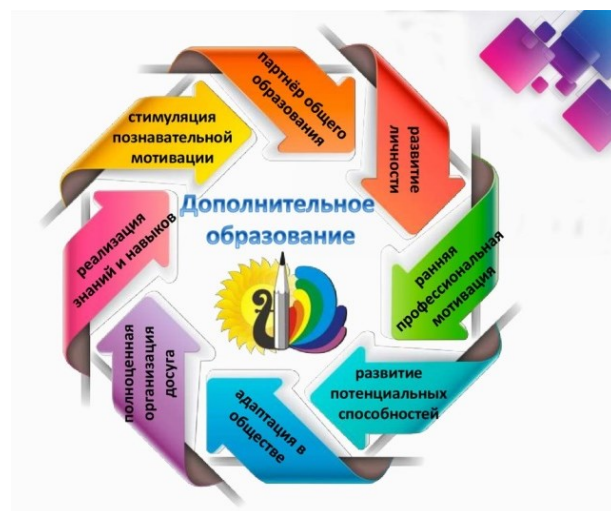 партнёр общего
образования
развитие
личности
ранняя
профессиональная
мотивация
развитие
потенциальных
способностей
адаптация в
обществе
полноценная
организация
досуга
реализация
знаний и навыков
стимуляция
познавательной
мотивации
Дополнительное
образование